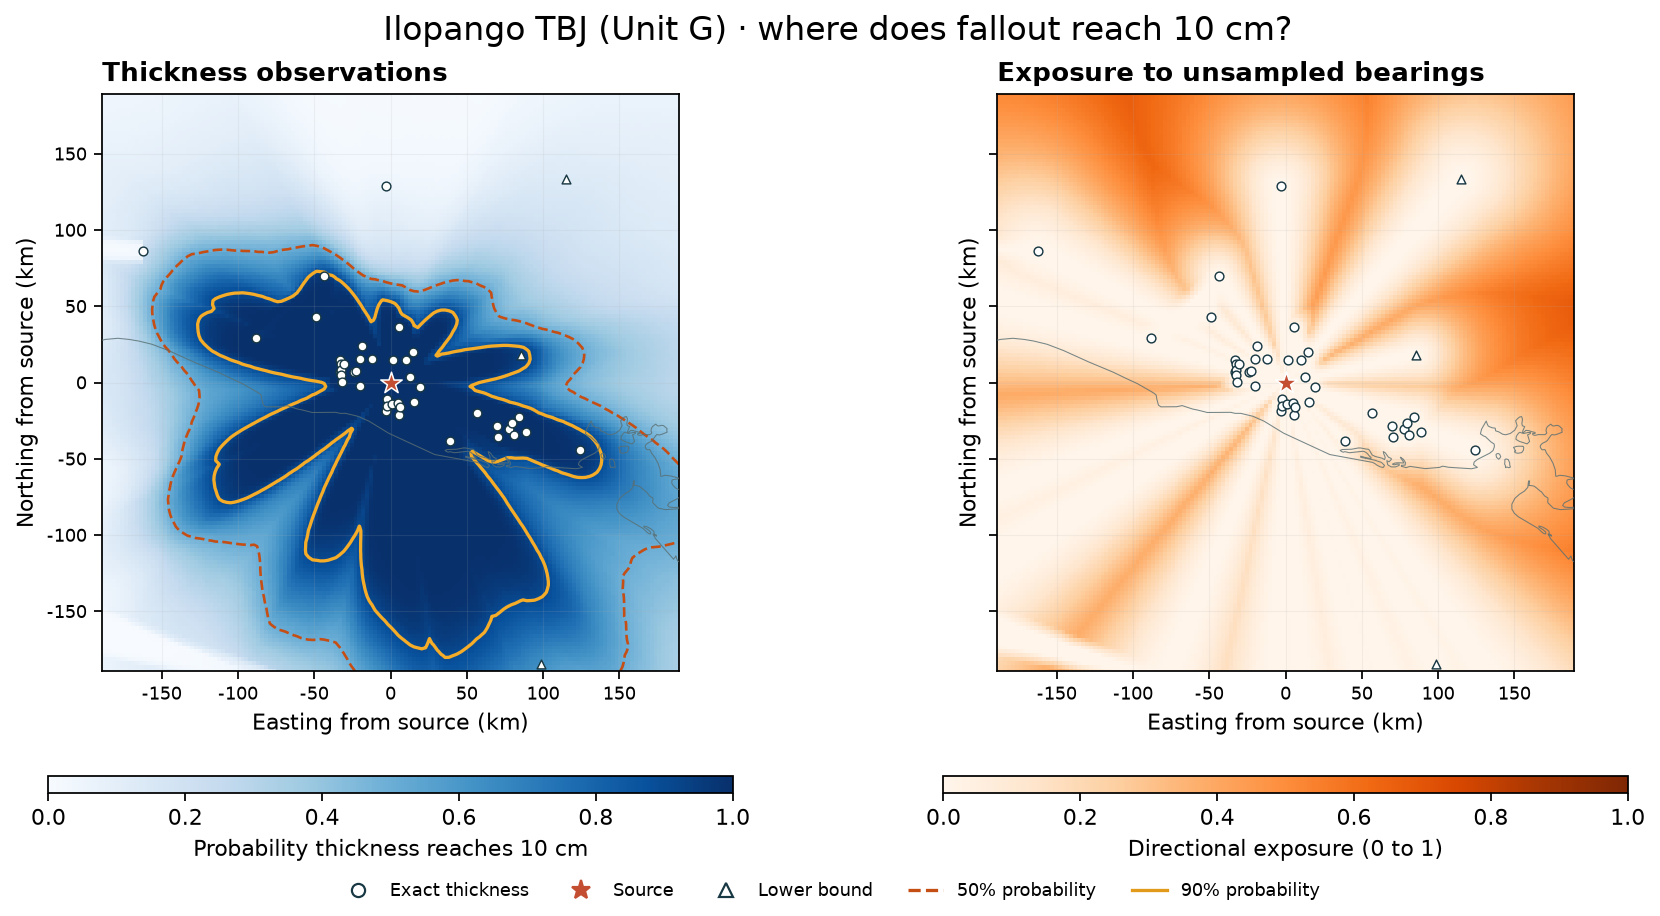 Ilopango TBJ (Unit G) · where does fallout reach 10 cm?
Thickness observations
Exposure to unsampled bearings
Northing from source (km)
150
100
50
0
-50
-100
-150
-150
-100
-50
0
50
100
150
Easting from source (km)
Northing from source (km)
-150
-100
-50
0
50
100
150
Easting from source (km)
0.0
0.2
0.4
0.6
0.8
1.0
Probability thickness reaches 10 cm
0.0
0.2
0.4
0.6
0.8
1.0
Directional exposure (0 to 1)
Exact thickness
Source
Lower bound
50% probability
90% probability